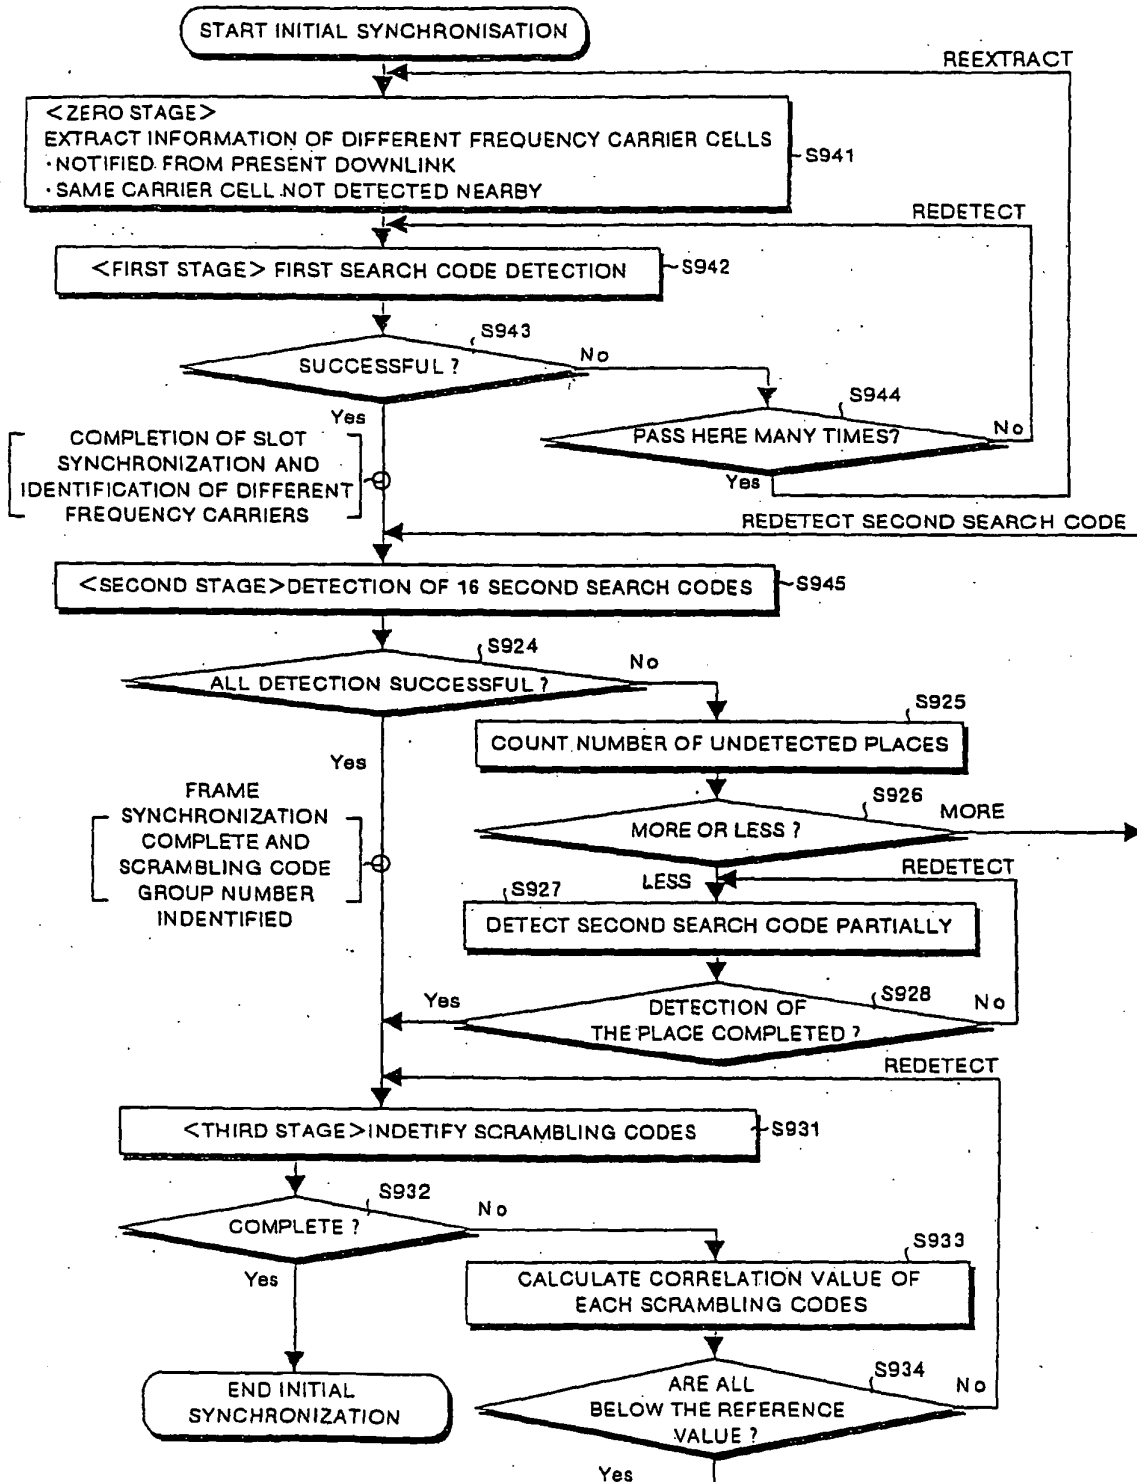 START INITIAL SYNCHRONISATION
REEXTRACT
<ZERO STAGE>
EXTRACT INFORMATION OF DIFFERENT FREQUENCY CARRIER CELLS
·NOTIFIED FROM PRESENT DOWNLINK
·SAME CARRIER CELL NOT DETECTED NEARBY
S941
REDETECT
<FIRST STAGE> FIRST SEARCH CODE DETECTION
S942
S943
SUCCESSFUL ?
No
Yes
S944
PASS HERE MANY TIMES?
No
Yes
COMPLETION OF SLOT
SYNCHRONIZATION AND
IDENTIFICATION OF DIFFERENT
FREQUENCY CARRIERS
REDETECT SECOND SEARCH CODE
<SECOND STAGE>DETECTION OF 16 SECOND SEARCH CODES
S945
S924
ALL DETECTION SUCCESSFUL ?
No
Yes
S925
COUNT NUMBER OF UNDETECTED PLACES
S926
MORE OR LESS ?
MORE
LESS
REDETECT
FRAME
SYNCHRONIZATION
COMPLETE AND
SCRAMBLING CODE
GROUP NUMBER
INDENTIFIED
S927
DETECT SECOND SEARCH CODE PARTIALLY
S928
DETECTION OF
THE PLACE COMPLETED ?
Yes
No
REDETECT
<THIRD STAGE>INDETIFY SCRAMBLING CODES
S931
S932
COMPLETE ?
No
Yes
S933
CALCULATE CORRELATION VALUE OF
EACH SCRAMBLING CODES
S934
ARE ALL
BELOW THE REFERENCE
VALUE ?
No
Yes
END INITIAL
SYNCHRONIZATION